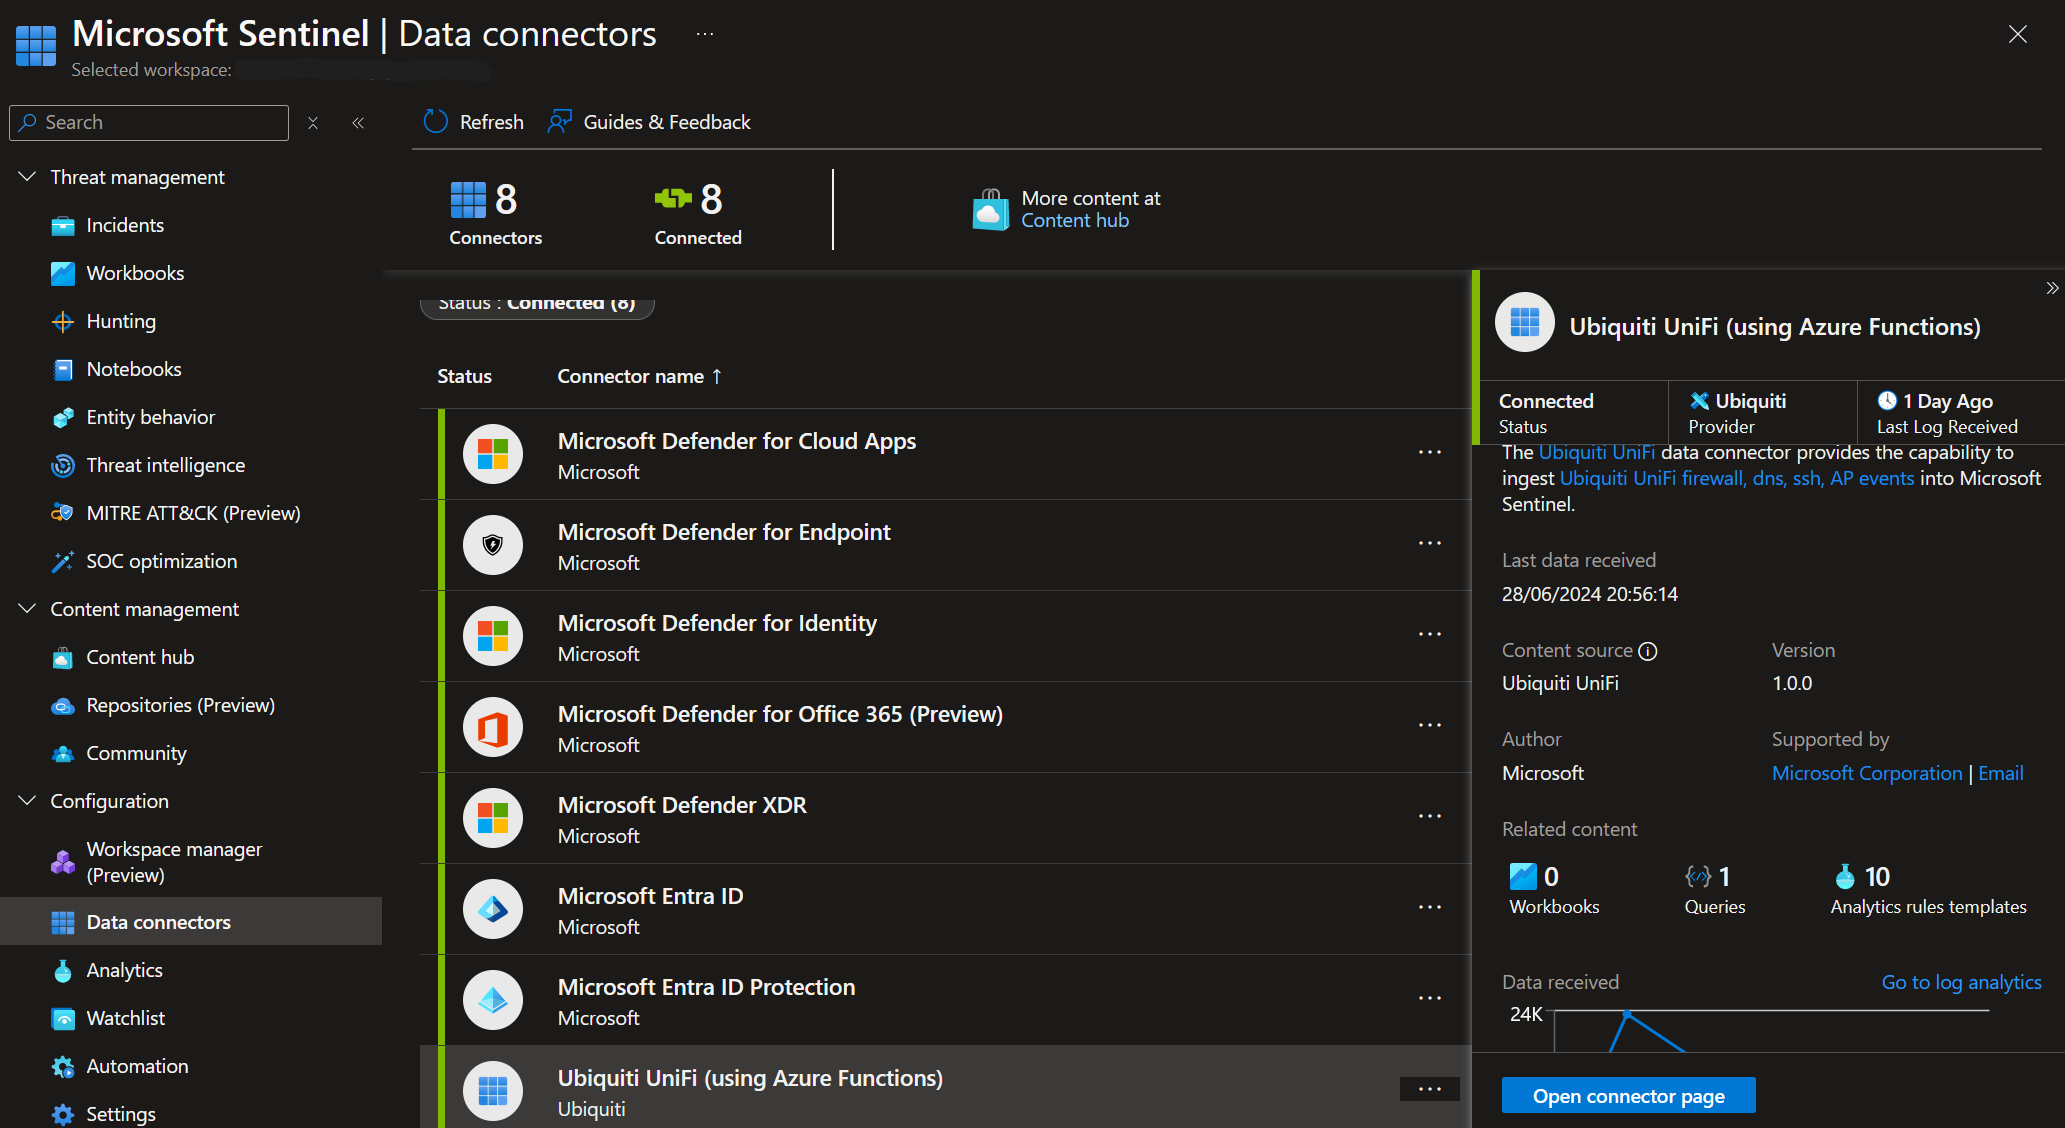 Microsoft Sentinel | Data connectors ...
Selected workspace:
Search
Threat management
Incidents
Workbooks
Hunting
Notebooks
Entity behavior
Threat intelligence
MITRE ATT&CK (Preview)
SOC optimization
Content management
Content hub
Repositories (Preview)
Community
Configuration
Workspace manager
(Preview)
Data connectors
Analytics
Watchlist
Automation
Settings
Refresh
Guides & Feedback
8
Connectors
8
Connected
More content at
Content hub
Status : Connected (8)
Status
Connector name ↑
Microsoft Defender for Cloud Apps
Microsoft
Microsoft Defender for Endpoint
Microsoft
Microsoft Defender for Identity
Microsoft
Microsoft Defender for Office 365 (Preview)
Microsoft
Microsoft Defender XDR
Microsoft
Microsoft Entra ID
Microsoft
Microsoft Entra ID Protection
Microsoft
Ubiquiti UniFi (using Azure Functions)
Ubiquiti
Ubiquiti UniFi (using Azure Functions)
Connected
Status
Ubiquiti
Provider
1 Day Ago
Last Log Received
The Ubiquiti UniFi data connector provides the capability to
ingest Ubiquiti UniFi firewall, dns, ssh, AP events into Microsoft
Sentinel.
Last data received
28/06/2024 20:56:14
Content source
Ubiquiti UniFi
Version
1.0.0
Author
Microsoft
Supported by
Microsoft Corporation | Email
Related content
0
Workbooks
1
Queries
10
Analytics rules templates
Data received
Go to log analytics
24K
Open connector page